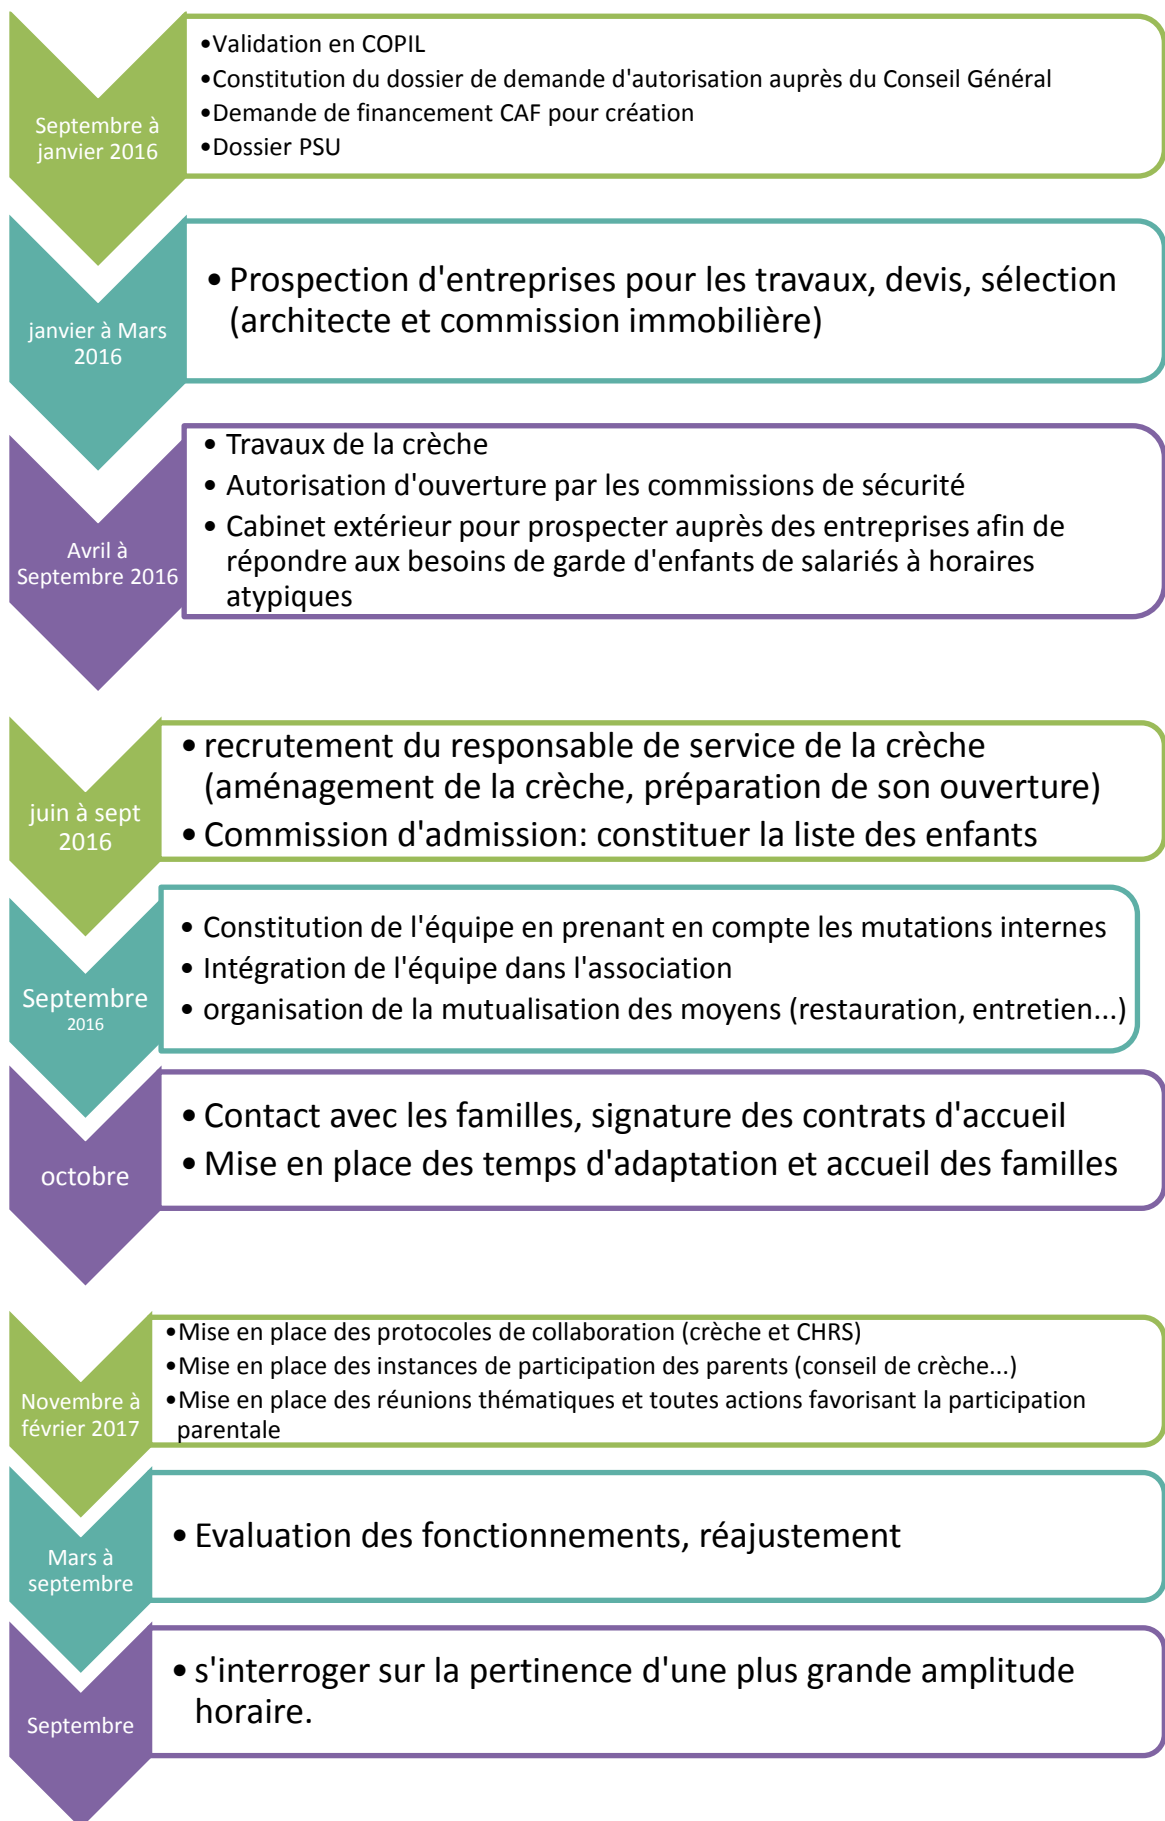 Septembre à
janvier 2016
•Validation en COPIL
•Constitution du dossier de demande d'autorisation auprès du Conseil Général
•Demande de financement CAF pour création
•Dossier PSU
janvier à Mars
2016
• Prospection d'entreprises pour les travaux, devis, sélection
(architecte et commission immobilière)
Avril à
Septembre 2016
• Travaux de la crèche
• Autorisation d'ouverture par les commissions de sécurité
• Cabinet extérieur pour prospecter auprès des entreprises afin de
répondre aux besoins de garde d'enfants de salariés à horaires
atypiques
juin à sept
2016
• recrutement du responsable de service de la crèche
(aménagement de la crèche, préparation de son ouverture)
• Commission d'admission: constituer la liste des enfants
Septembre
2016
• Constitution de l'équipe en prenant en compte les mutations internes
• Intégration de l'équipe dans l'association
• organisation de la mutualisation des moyens (restauration, entretien...)
octobre
• Contact avec les familles, signature des contrats d'accueil
• Mise en place des temps d'adaptation et accueil des familles
Novembre à
février 2017
•Mise en place des protocoles de collaboration (crèche et CHRS)
•Mise en place des instances de participation des parents (conseil de crèche...)
•Mise en place des réunions thématiques et toutes actions favorisant la participation
parentale
Mars à
septembre
• Evaluation des fonctionnements, réajustement
Septembre
• s'interroger sur la pertinence d'une plus grande amplitude
horaire.